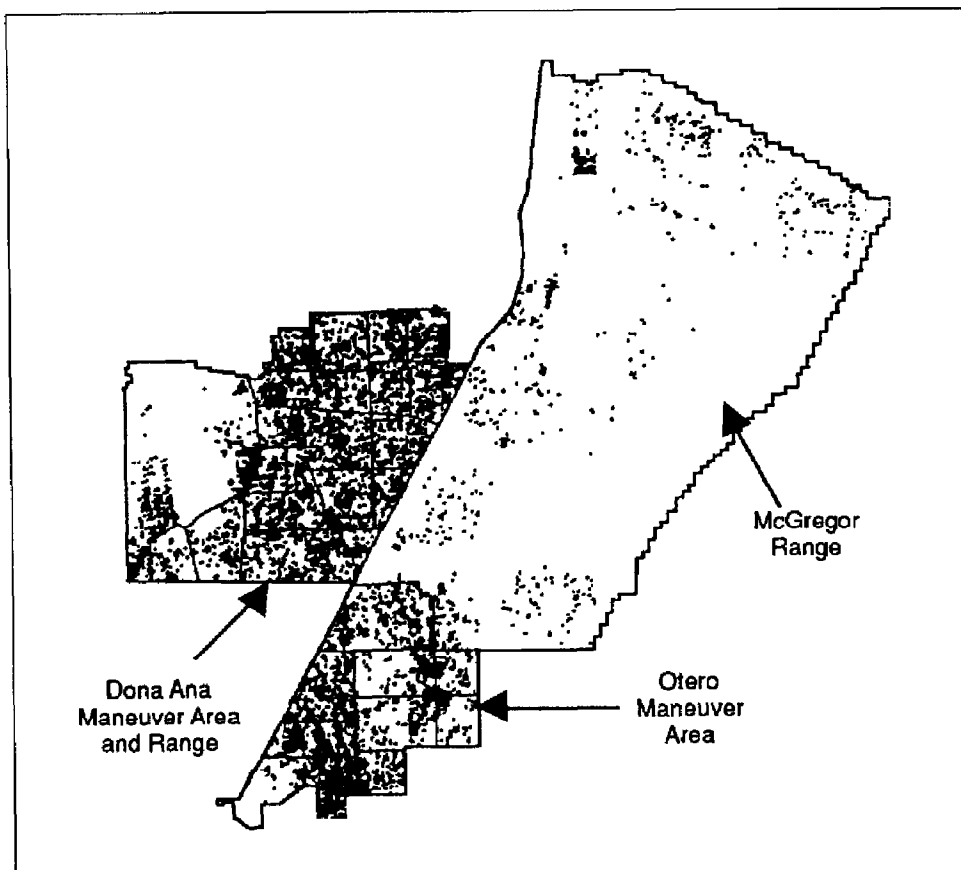 McGregor
Range
Dona Ana
Maneuver Area
and Range
Otero
Maneuver
Area